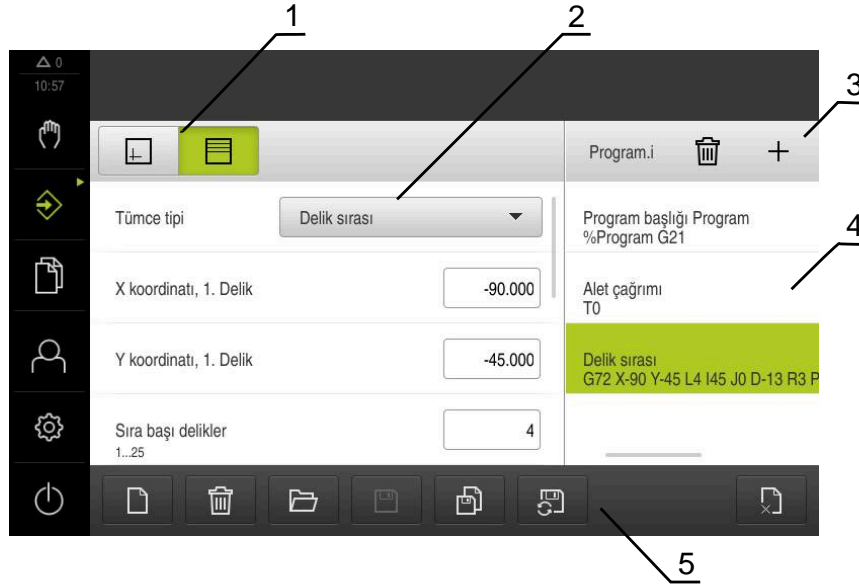 1
2
0
10:57
3
Program.i
Tümce tipi
Delik sırası
Program başlığı Program
%Program G21
4
X koordinatı, 1. Delik
-90.000
Alet çağrımı
T0
Y koordinatı, 1. Delik
-45.000
Delik sırası
G72 X-90 Y-45 L4 I45 J0 D-13 R3 P
Sıra başı delikler
1...25
4
5